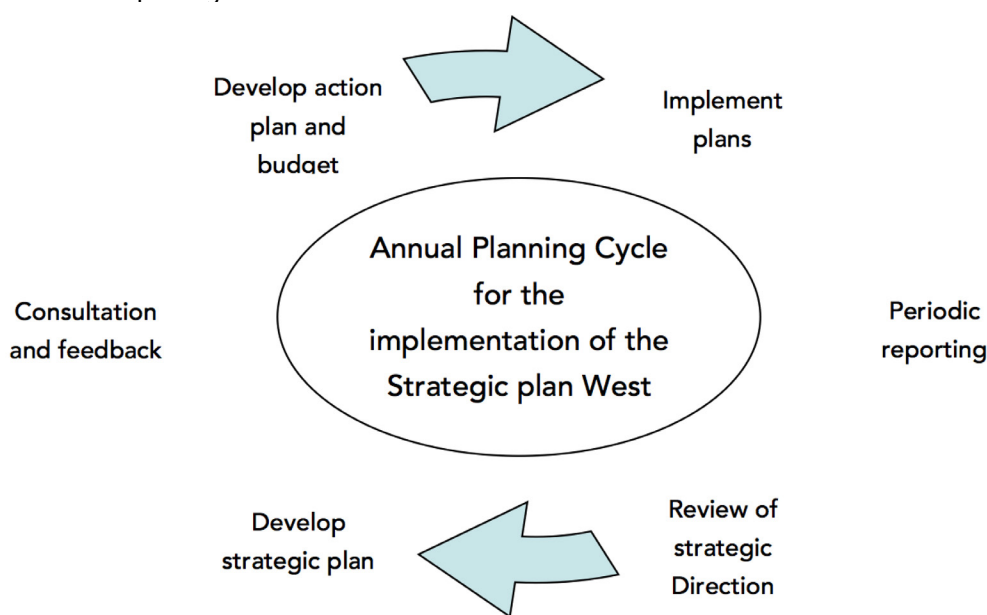 Develop action
plan and
budget
Implement
plans
Annual Planning Cycle
for the
implementation of the
Strategic plan West
Consultation
and feedback
Periodic
reporting
Develop
strategic plan
Review of
strategic
Direction